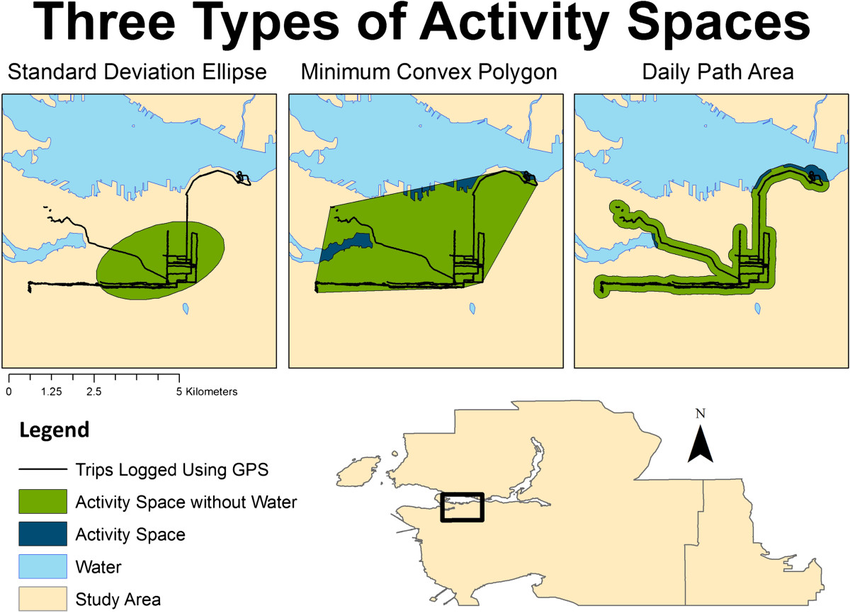 Three Types of Activity Spaces
Standard Deviation Ellipse
Minimum Convex Polygon
Daily Path Area
0 1.25 2.5 5 Kilometers
Legend
Trips Logged Using GPS
Activity Space without Water
Activity Space
Water
Study Area
N